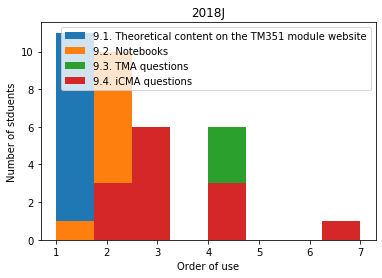 2018J
9.1. Theoretical content on the TM351 module website
9.2. Notebooks
9.3. TMA questions
9.4. iCMA questions
10
8
6
4
2
0
Number of stduents
1 2 3 4 5 6 7
Order of use